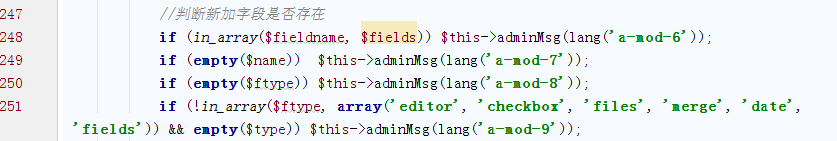 247 //判断新加字段是否存在
248 if (in_array($fieldname, $fields)) $this->adminMsg(lang('a-mod-6'));
249 if (empty($name))  $this->adminMsg(lang('a-mod-7'));
250 if (empty($ftype)) $this->adminMsg(lang('a-mod-8'));
251 if (!in_array($ftype, array('editor', 'checkbox', 'files', 'merge', 'date',
'fields')) && empty($type)) $this->adminMsg(lang('a-mod-9'));